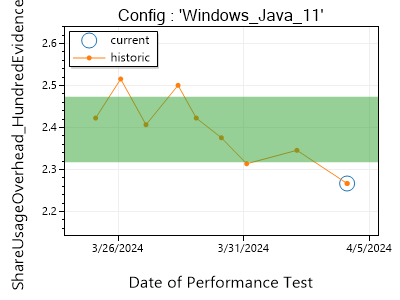 Config : 'Windows_Java_11'
current
historic
2.6
2.5
2.4
2.3
2.2
ShareUsageOverhead_HundredEvidence
3/26/2024
3/31/2024
4/5/2024
Date of Performance Test